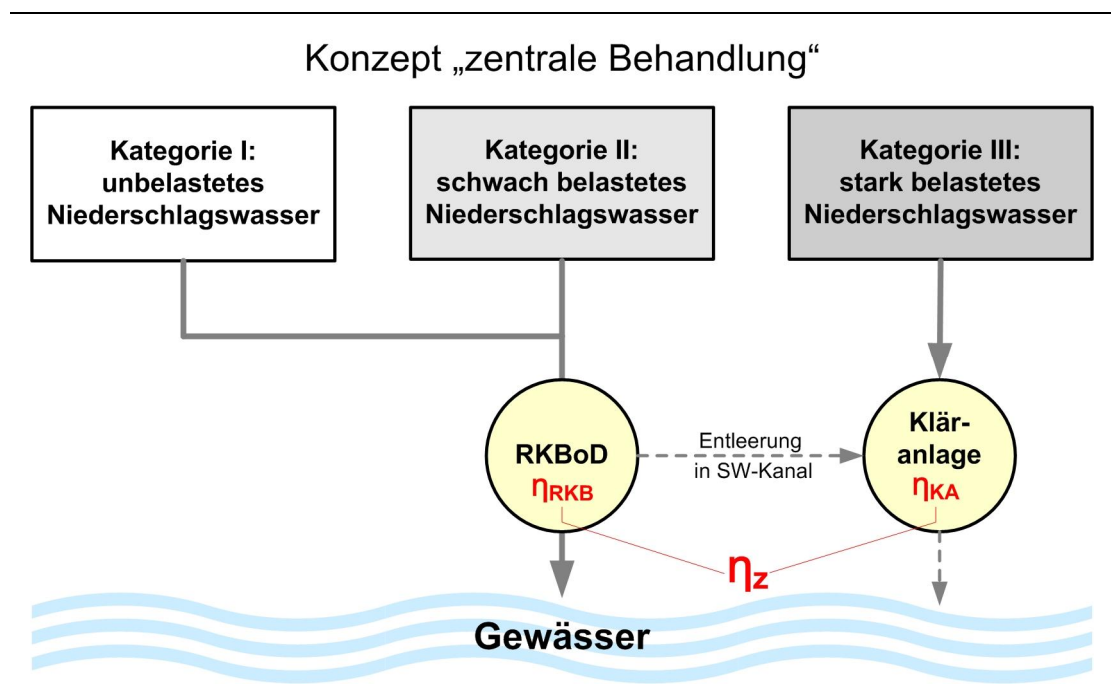 Konzept „zentrale Behandlung“
Kategorie I:
unbelastetes
Niederschlagswasser
Kategorie II:
schwach belastetes
Niederschlagswasser
Kategorie III:
stark belastetes
Niederschlagswasser
RKBoD
ηRKB
Entleerung
in SW-Kanal
Klär-
anlage
ηKA
ηz
Gewässer